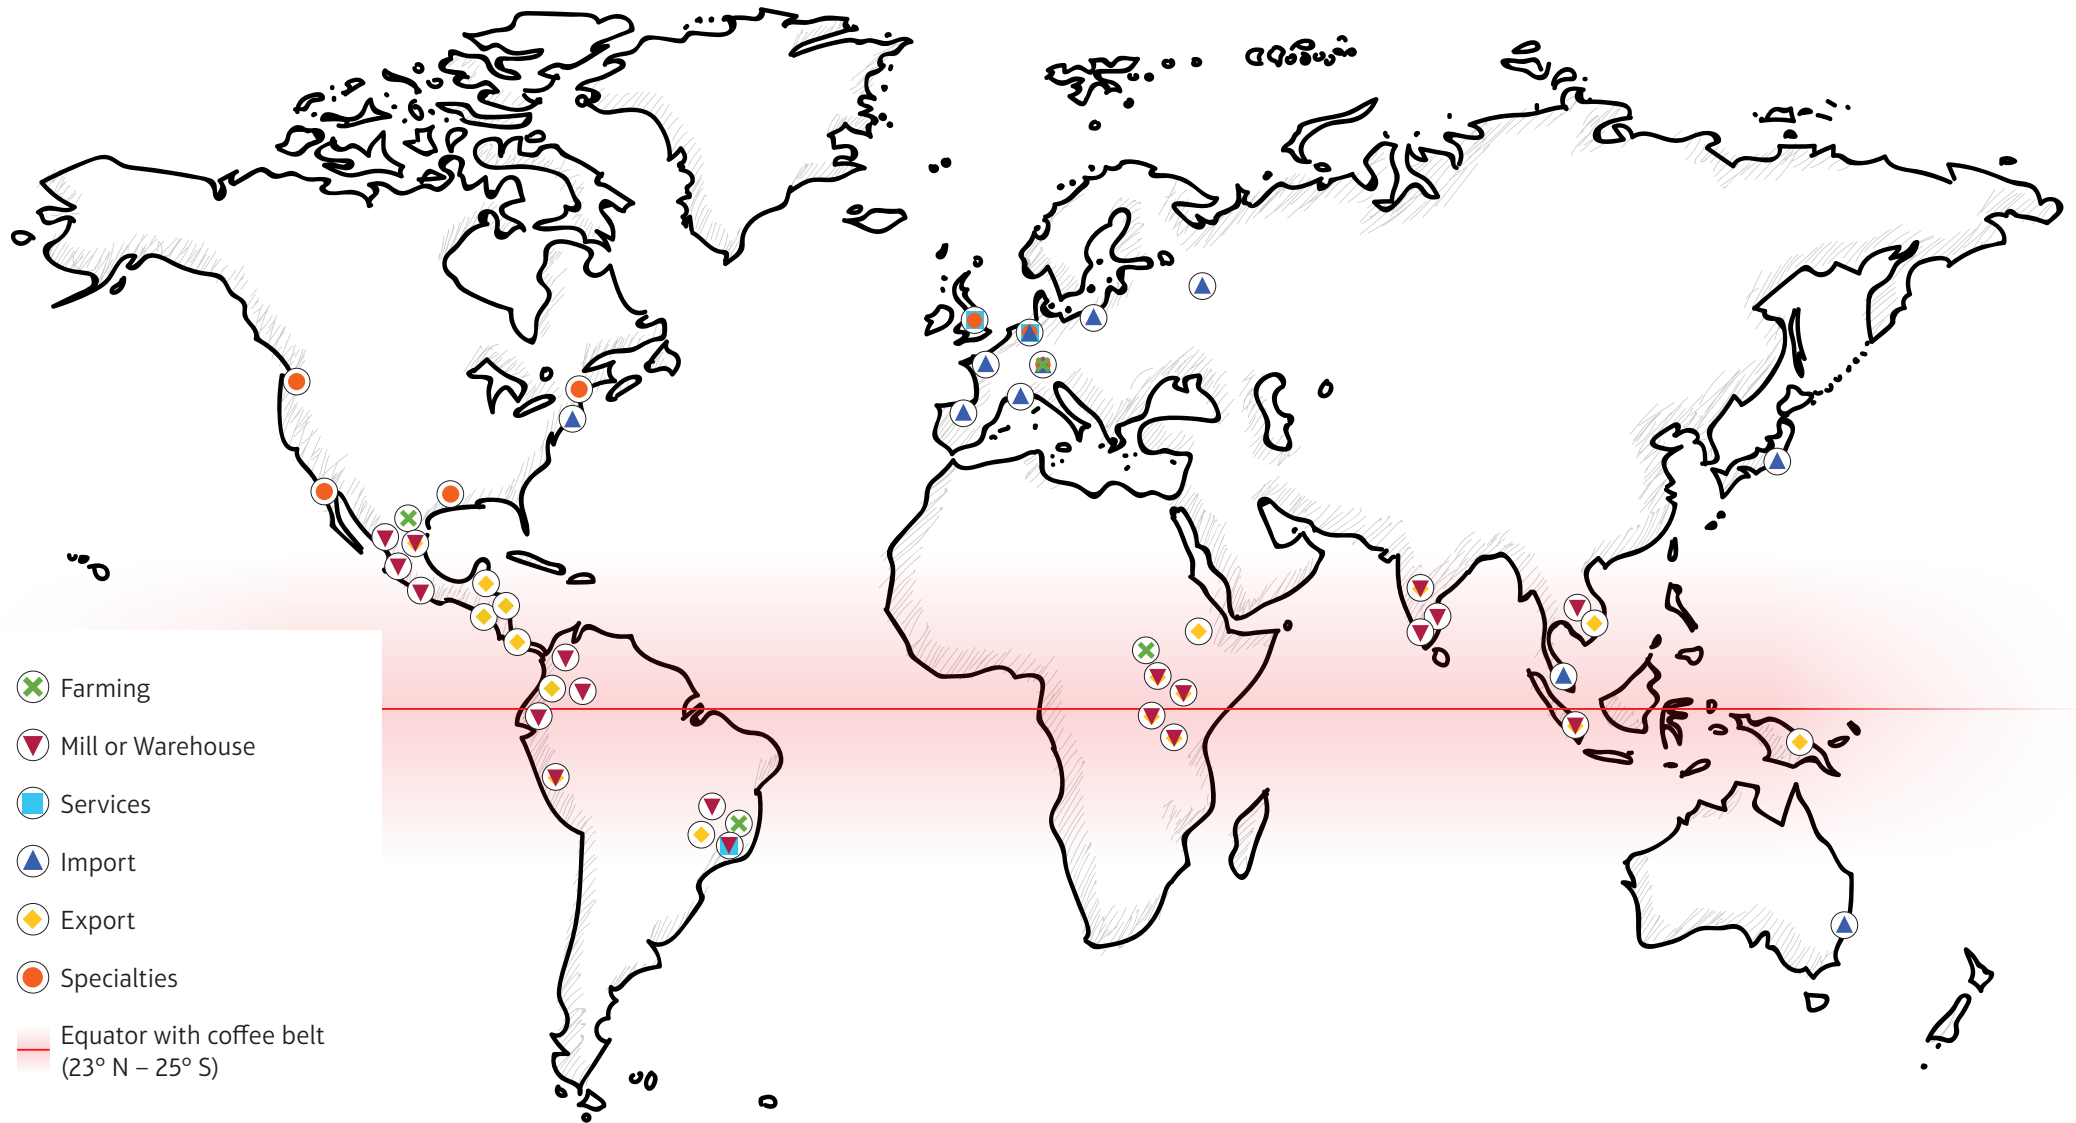 Farming
Mill or Warehouse
Services
Import
Export
Specialties
Equator with coffee belt
(23° N – 25° S)